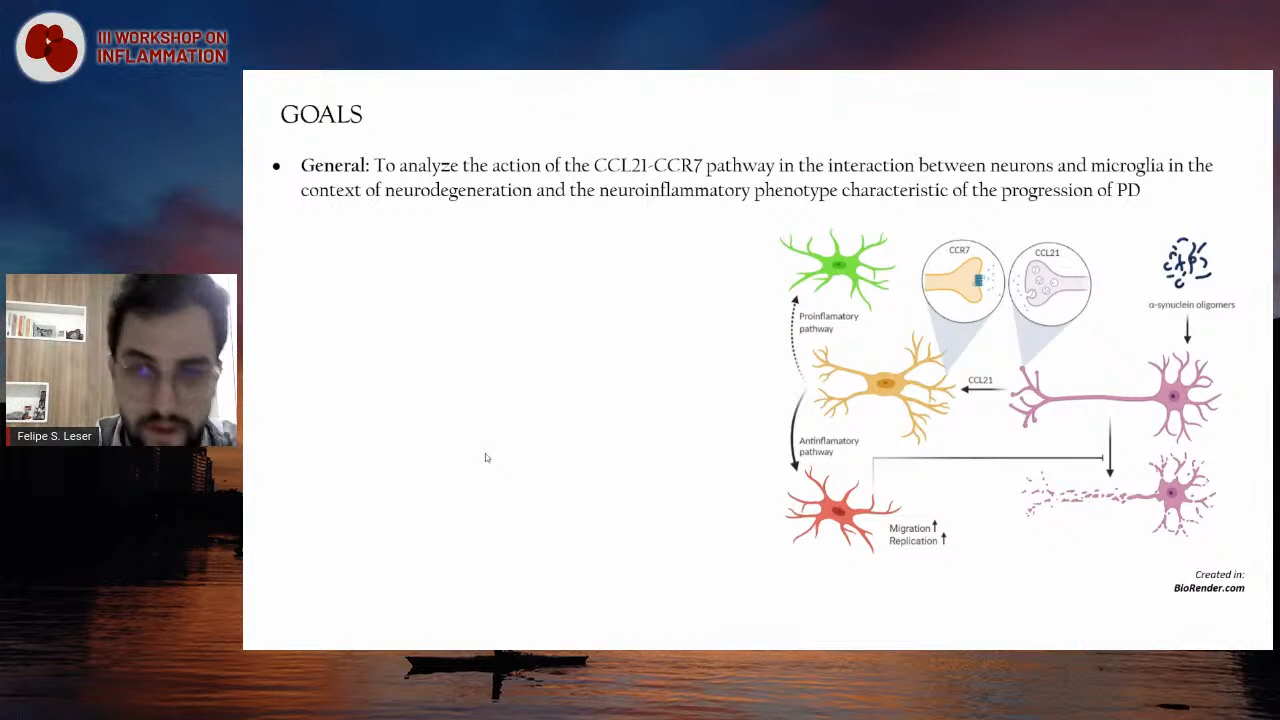 III WORKSHOP ON
INFLAMMATION
GOALS
● General: To analyze the action of the CCL21-CCR7 pathway in the interaction between neurons and microglia in the
context of neurodegeneration and the neuroinflammatory phenotype characteristic of the progression of PD
CCR7
CCL21
α-synuclein oligomers
Proinflamatory
pathway
CCL21
Antiinflamatory
pathway
Migration
Replication
Created in:
BioRender.com
Felipe S. Leser